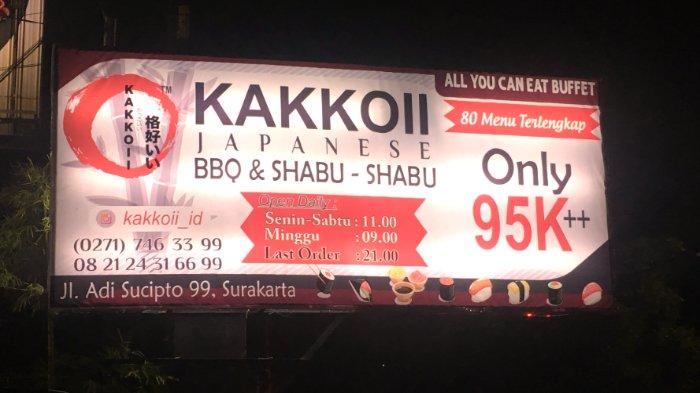 KAKKOII
格好いい
TM
KAKKOII
JAPANESE
BBQ & SHABU - SHABU
kakkoii_id
(0271) 746 33 99
08 21 24 31 66 99
Open Daily :
Senin-Sabtu : 11.00
Minggu : 09.00
Last Order : 21.00
ALL YOU CAN EAT BUFFET
80 Menu Terlengkap
Only
95K++
Jl. Adi Sucipto 99, Surakarta